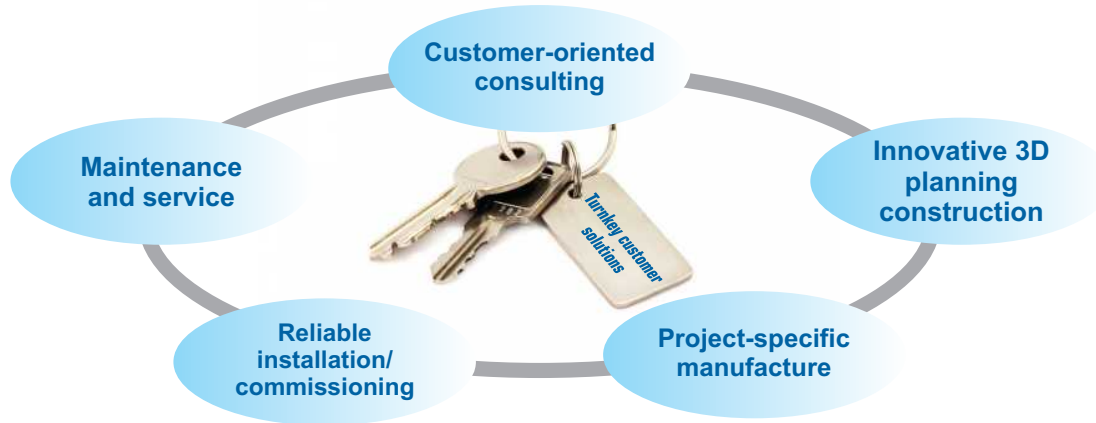 Customer-oriented
consulting
Maintenance
and service
Innovative 3D
planning
construction
Turnkey customer
solutions
Reliable
installation/
commissioning
Project-specific
manufacture